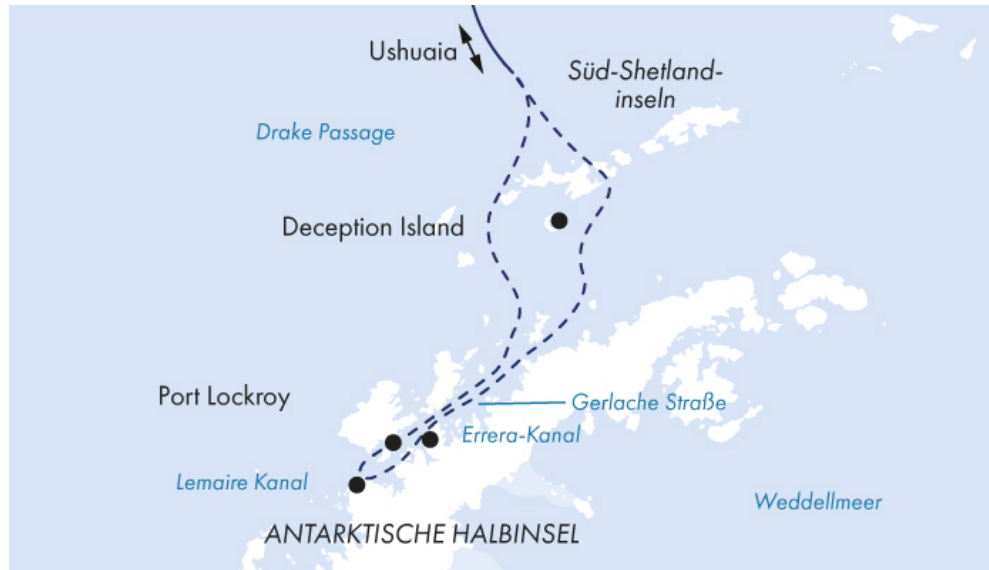 Ushuaia
Süd-Shetland-
inseln
Drake Passage
Deception Island
Port Lockroy
Gerlache Straße
Errera-Kanal
Lemaire Kanal
Weddellmeer
ANTARKTISCHE HALBINSEL